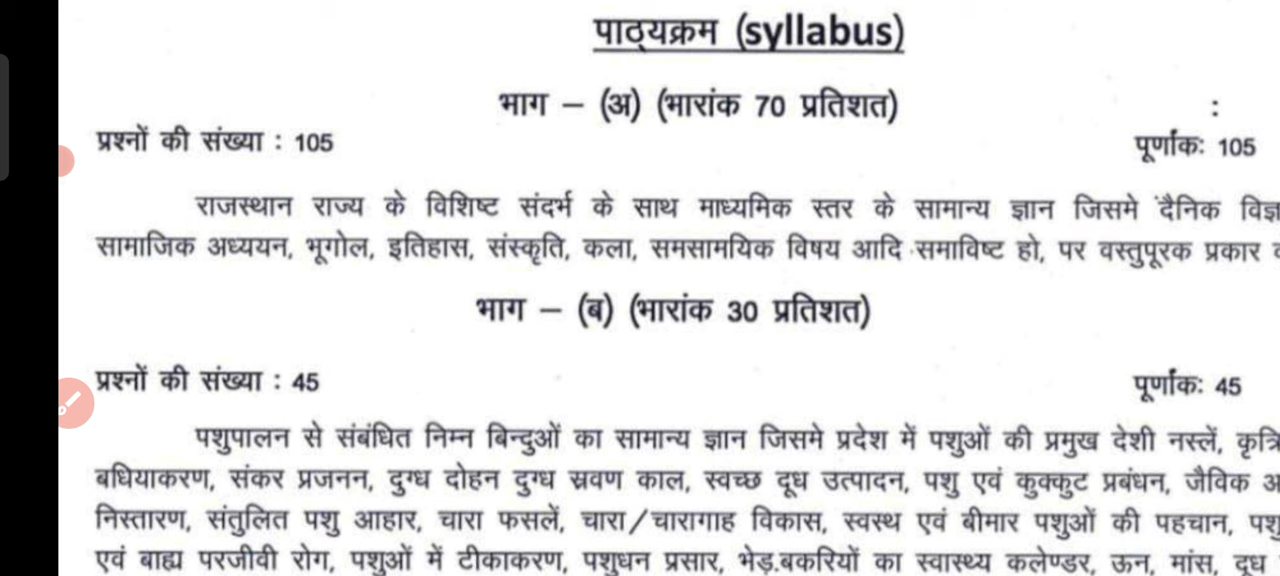 पाठ्यक्रम (syllabus)
भाग – (अ) (भारांक 70 प्रतिशत)
:
प्रश्नों की संख्या : 105 पूर्णांक: 105
राजस्थान राज्य के विशिष्ट संदर्भ के साथ माध्यमिक स्तर के सामान्य ज्ञान जिसमे दैनिक
सामाजिक अध्ययन, भूगोल, इतिहास, संस्कृति, कला, समसामयिक विषय आदि समाविष्ट हो, पर वस्तुपूरक प्रकार
भाग – (ब) (भारांक 30 प्रतिशत)
प्रश्नों की संख्या : 45 पूर्णांक: 45
पशुपालन से संबंधित निम्न बिन्दुओं का सामान्य ज्ञान जिसमे प्रदेश में पशुओं की प्रमुख देशी नस्लें,
बधियाकरण, संकर प्रजनन, दुग्ध दोहन दुग्ध स्रवण काल, स्वच्छ दूध उत्पादन, पशु एवं कुक्कुट प्रबंधन, जैविक
निस्तारण, संतुलित पशु आहार, चारा फसलें, चारा/चारागाह विकास, स्वस्थ एवं बीमार पशुओं की पहचान,
एवं बाह्य परजीवी रोग, पशुओं में टीकाकरण, पशुधन प्रसार, भेड़.बकरियों का स्वास्थ्य कलेण्डर, ऊन, मांस, दूध